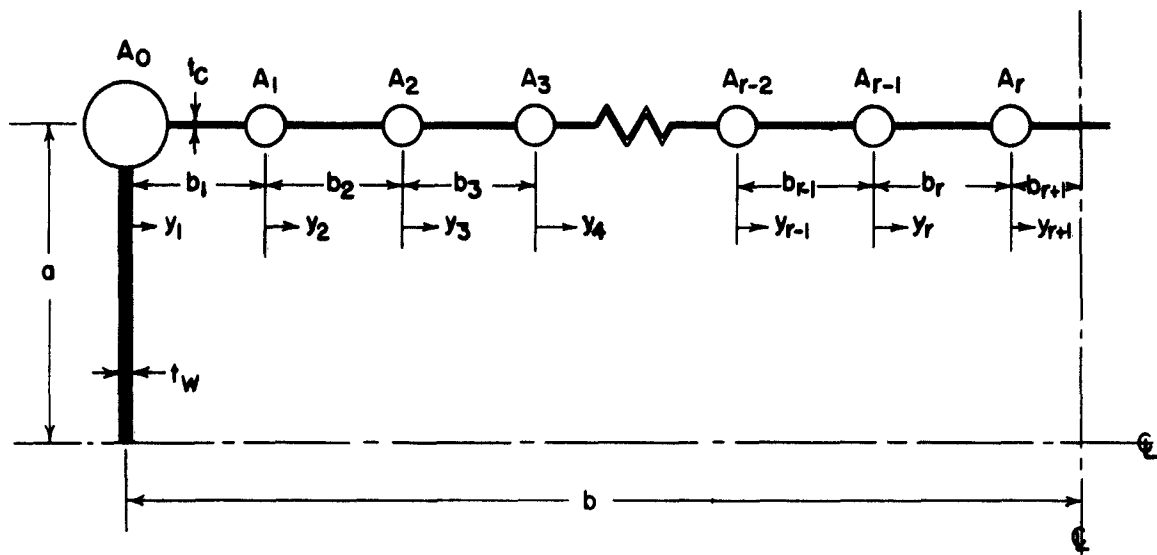 A0 tc A1 A2 A3 Ar-2 Ar-1 Ar
b1 b2 b3 br-1 br br+1
y1 y2 y3 y4 yr-1 yr yr+1
a
tw
℄
b
℄